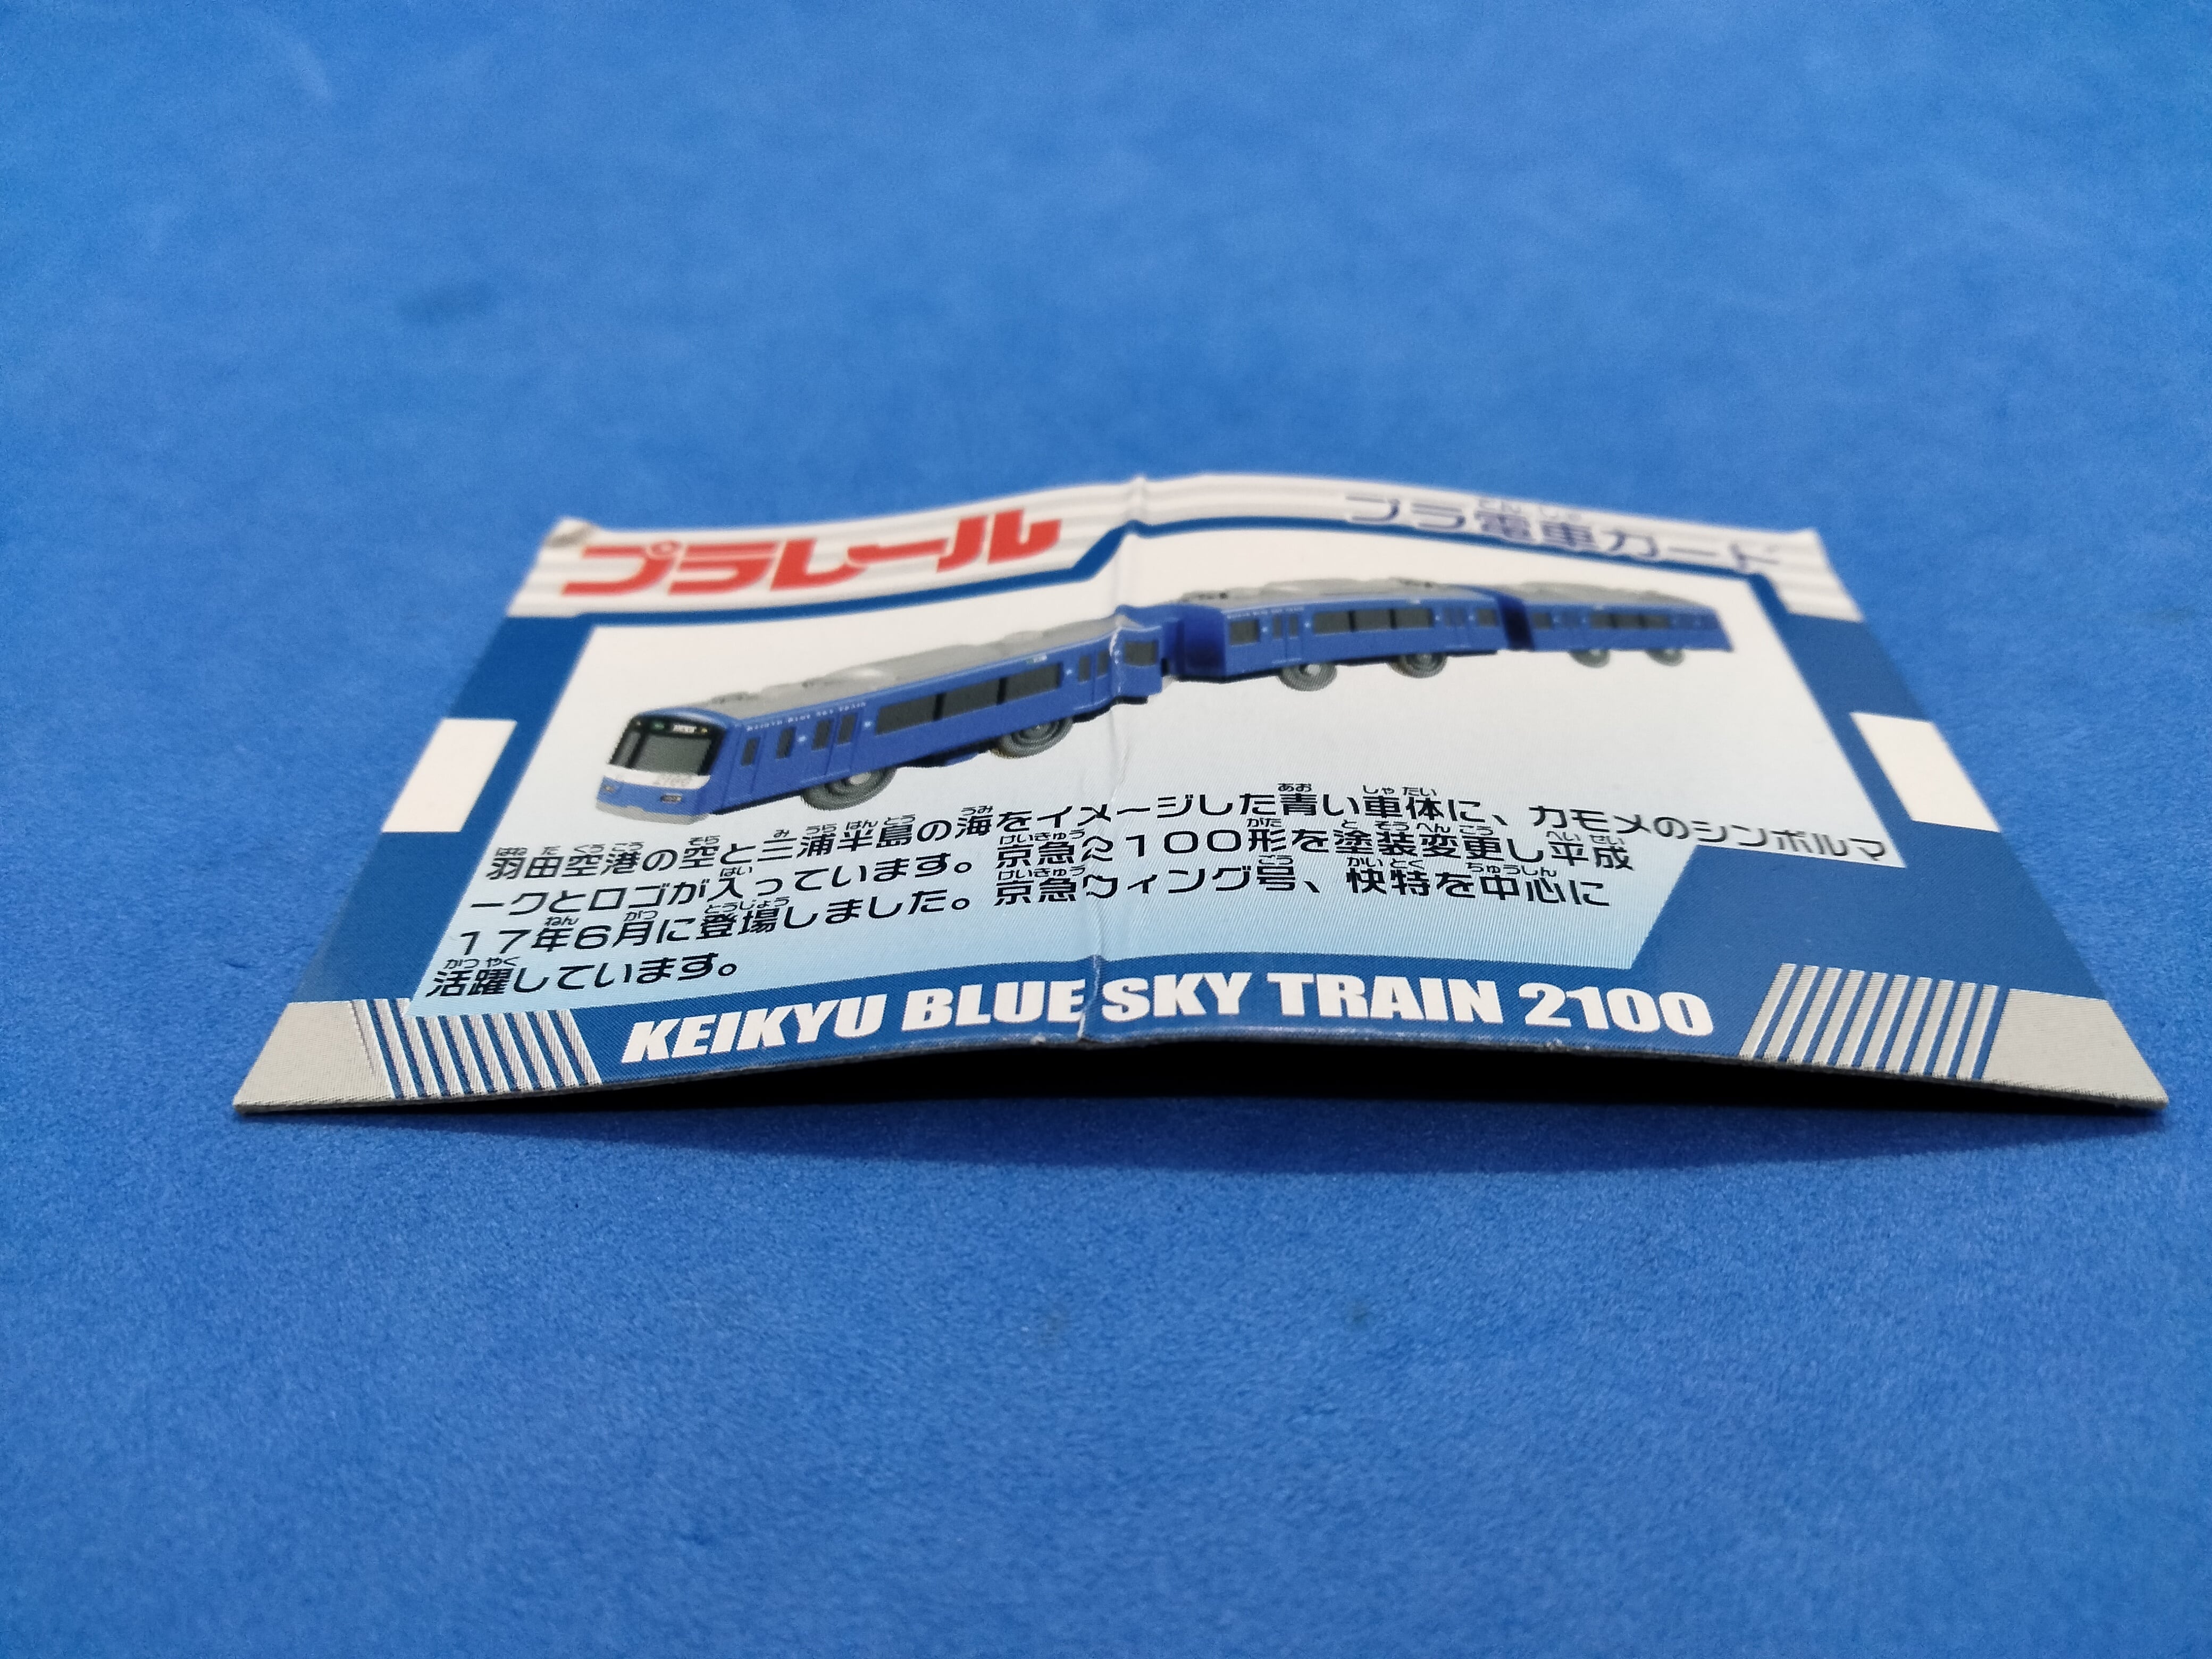 プラレール
プラ電車カード
KEIKYU BLUE SKY TRAIN
羽田空港の空と三浦半島の海をイメージした青い車体に、カモメのシンボルマ
ークとロゴが入っています。京急2100形を塗装変更し平成
17年6月に登場しました。京急ウィング号、快特を中心に
活躍しています。
KEIKYU BLUE SKY TRAIN 2100